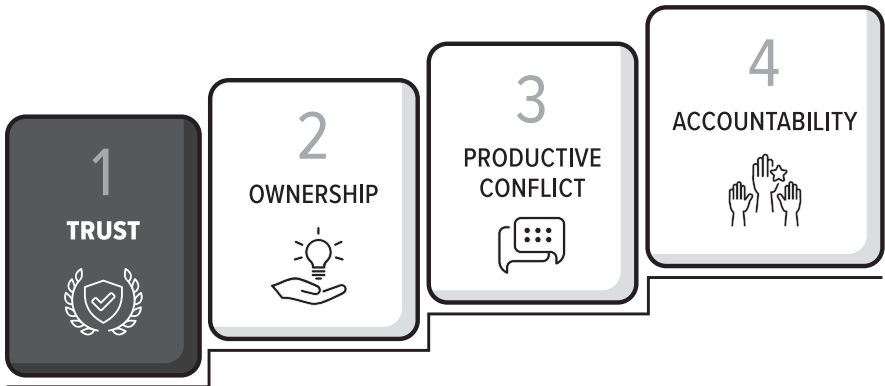 1
TRUST
2
OWNERSHIP
3
PRODUCTIVE
CONFLICT
4
ACCOUNTABILITY